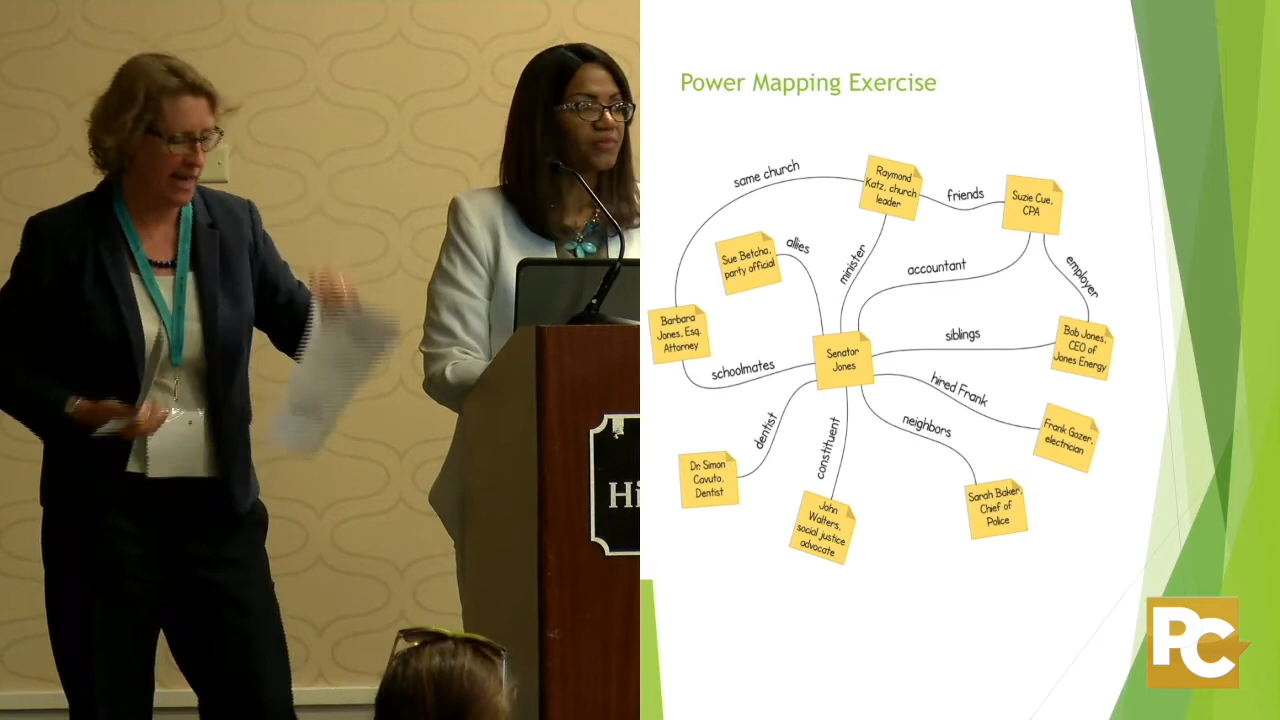 Power Mapping Exercise
same church
Raymond
Katz, church
leader
friends
Suzie Cue,
CPA
Sue Betcha,
party official
allies
minister
accountant
employer
Barbara
Jones, Esq.
Attorney
schoolmates
Senator
Jones
siblings
Bob Jones,
CEO of
Jones Energy
hired Frank
Frank Gozer,
electrician
neighbors
dentist
constituent
Dr. Simon
Cavuto,
Dentist
John
Walters,
social justice
advocate
Sarah Baker,
Chief of
Police
Hi
PC